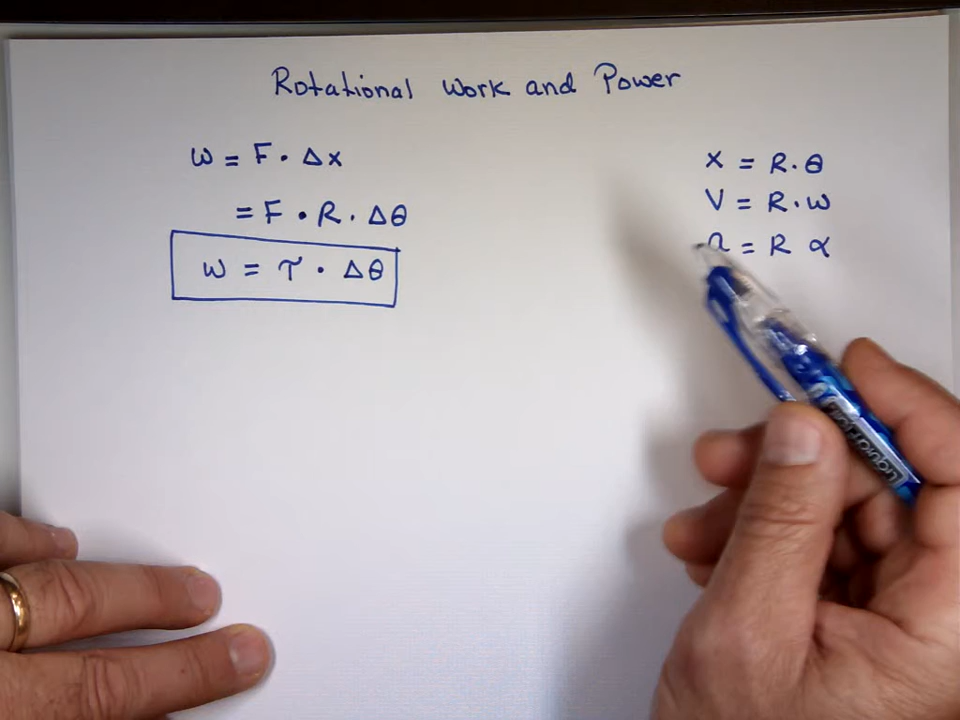 Rotational Work and Power
W = F · Δx
= F · R · Δθ
W = τ · Δθ
x = R · θ
V = R · ω
a = R α